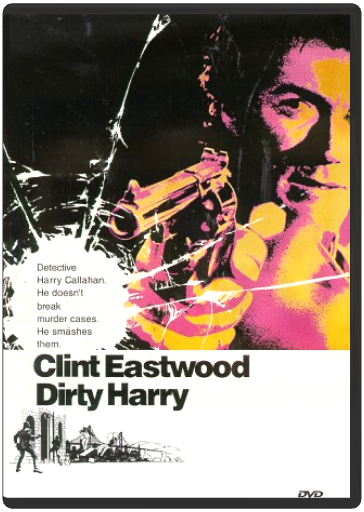 Detective
Harry Callahan.
He doesn't
break
murder cases.
He smashes
them.
Clint Eastwood
Dirty Harry
DVD